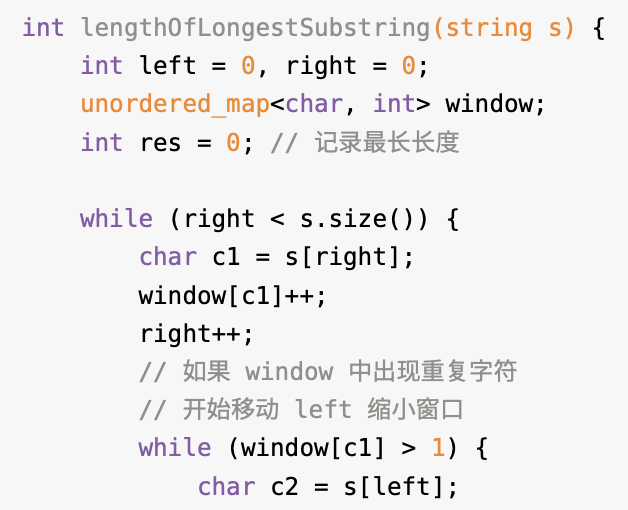 int lengthOfLongestSubstring(string s) {
    int left = 0, right = 0;
    unordered_map<char, int> window;
    int res = 0; // 记录最长长度

    while (right < s.size()) {
        char c1 = s[right];
        window[c1]++;
        right++;
        // 如果 window 中出现重复字符
        // 开始移动 left 缩小窗口
        while (window[c1] > 1) {
            char c2 = s[left];